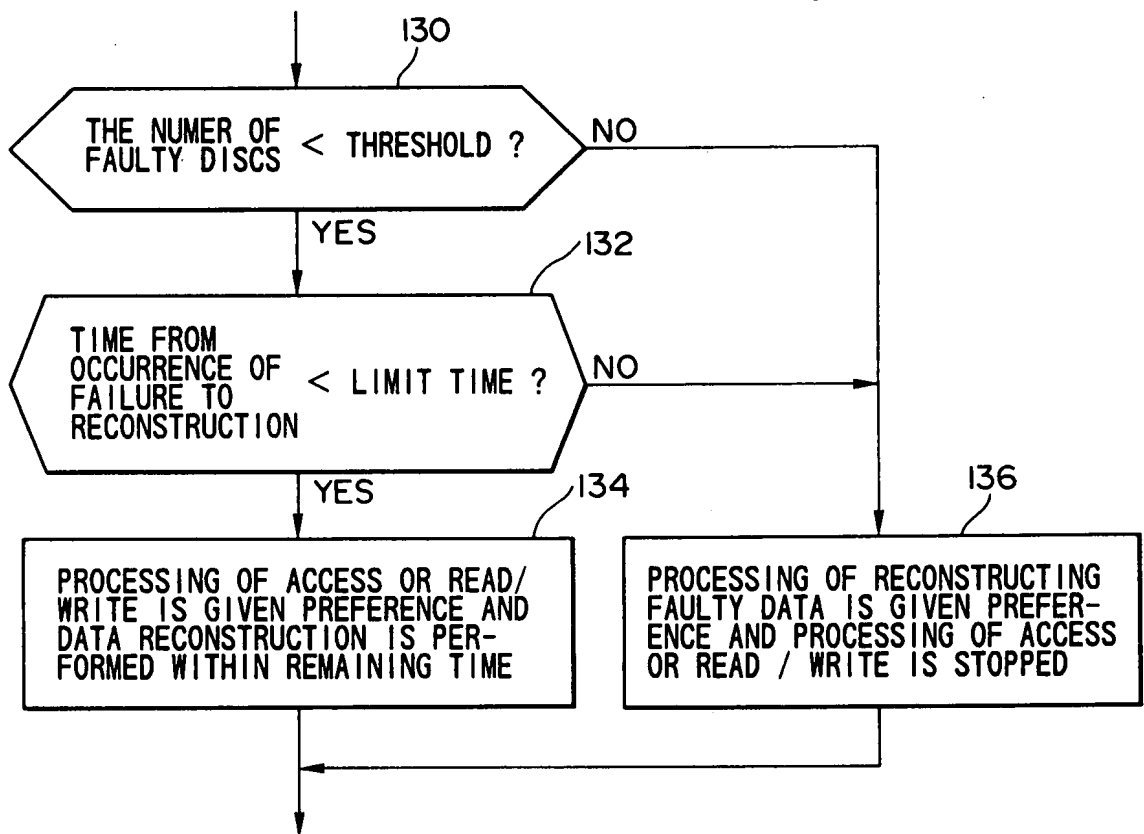 130
THE NUMER OF
FAULTY DISCS < THRESHOLD ?
NO
YES
132
TIME FROM
OCCURRENCE OF
FAILURE TO
RECONSTRUCTION
< LIMIT TIME ?
NO
YES
134
PROCESSING OF ACCESS OR READ/
WRITE IS GIVEN PREFERENCE AND
DATA RECONSTRUCTION IS PER-
FORMED WITHIN REMAINING TIME
136
PROCESSING OF RECONSTRUCTING
FAULTY DATA IS GIVEN PREFER-
ENCE AND PROCESSING OF ACCESS
OR READ / WRITE IS STOPPED